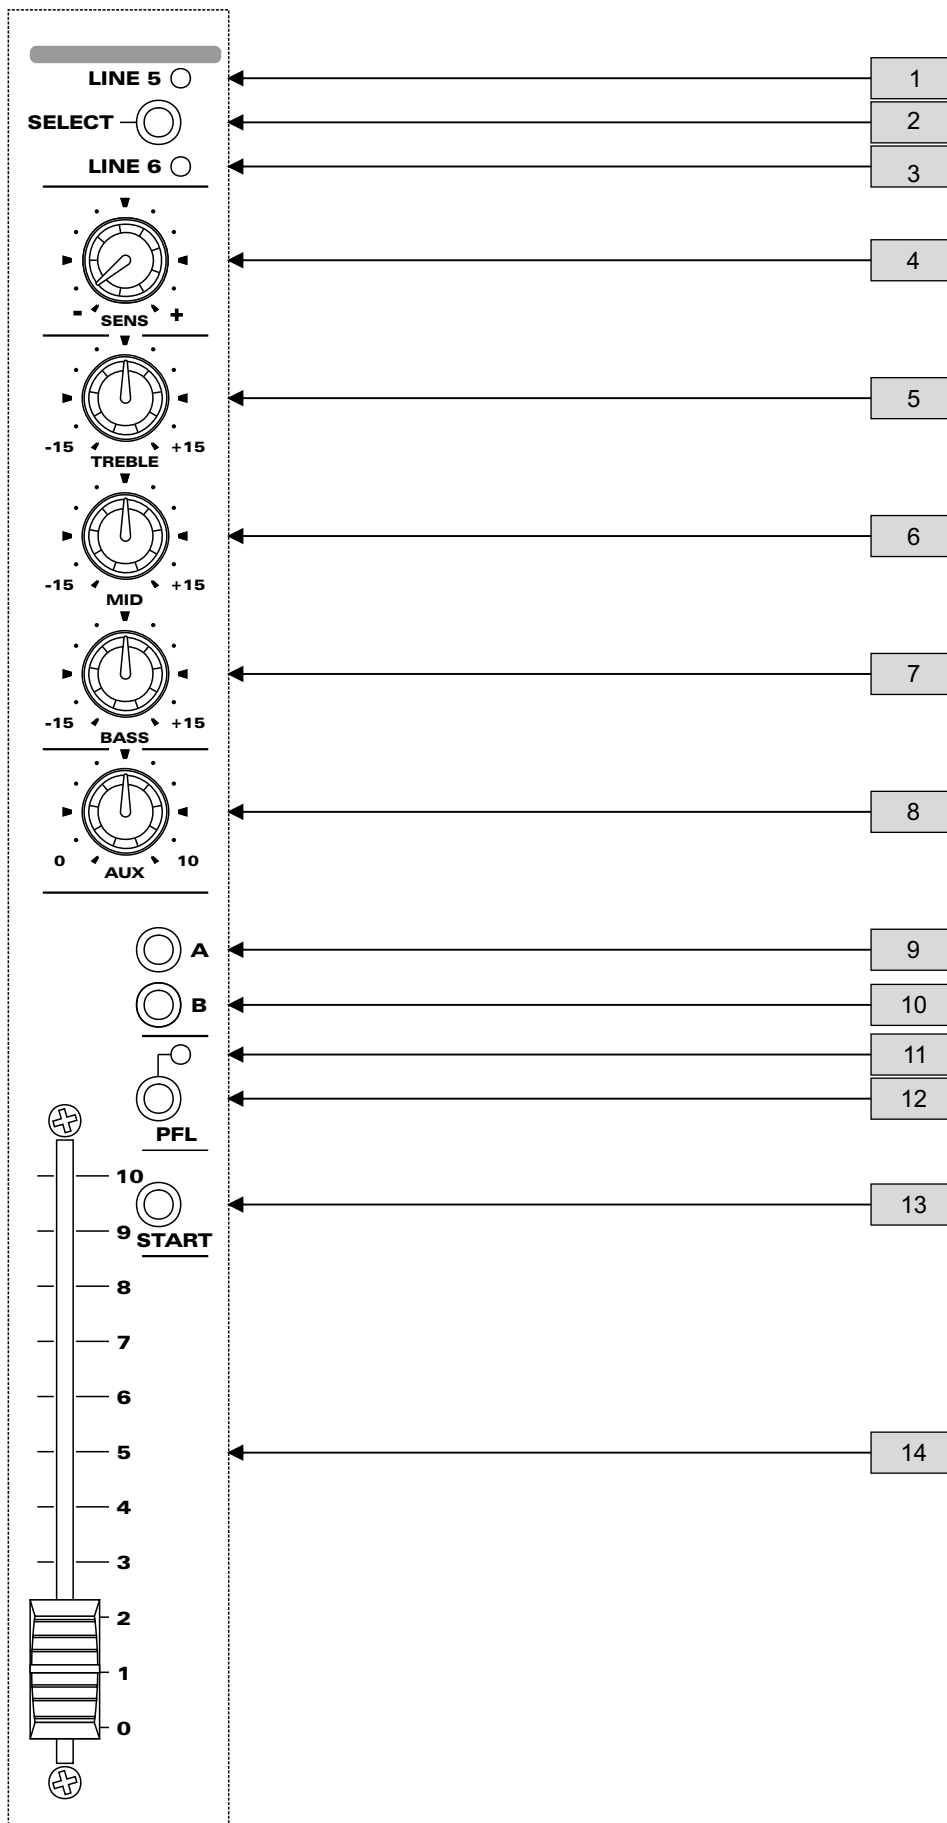 LINE 5 1
SELECT 2
LINE 6 3
4
- SENS +
5
-15 +15
TREBLE
6
-15 +15
MID
7
-15 +15
BASS
8
0 10
AUX
A 9
B 10
11
12
PFL
10
13
9 START
8
7
6
5 14
4
3
2
1
0